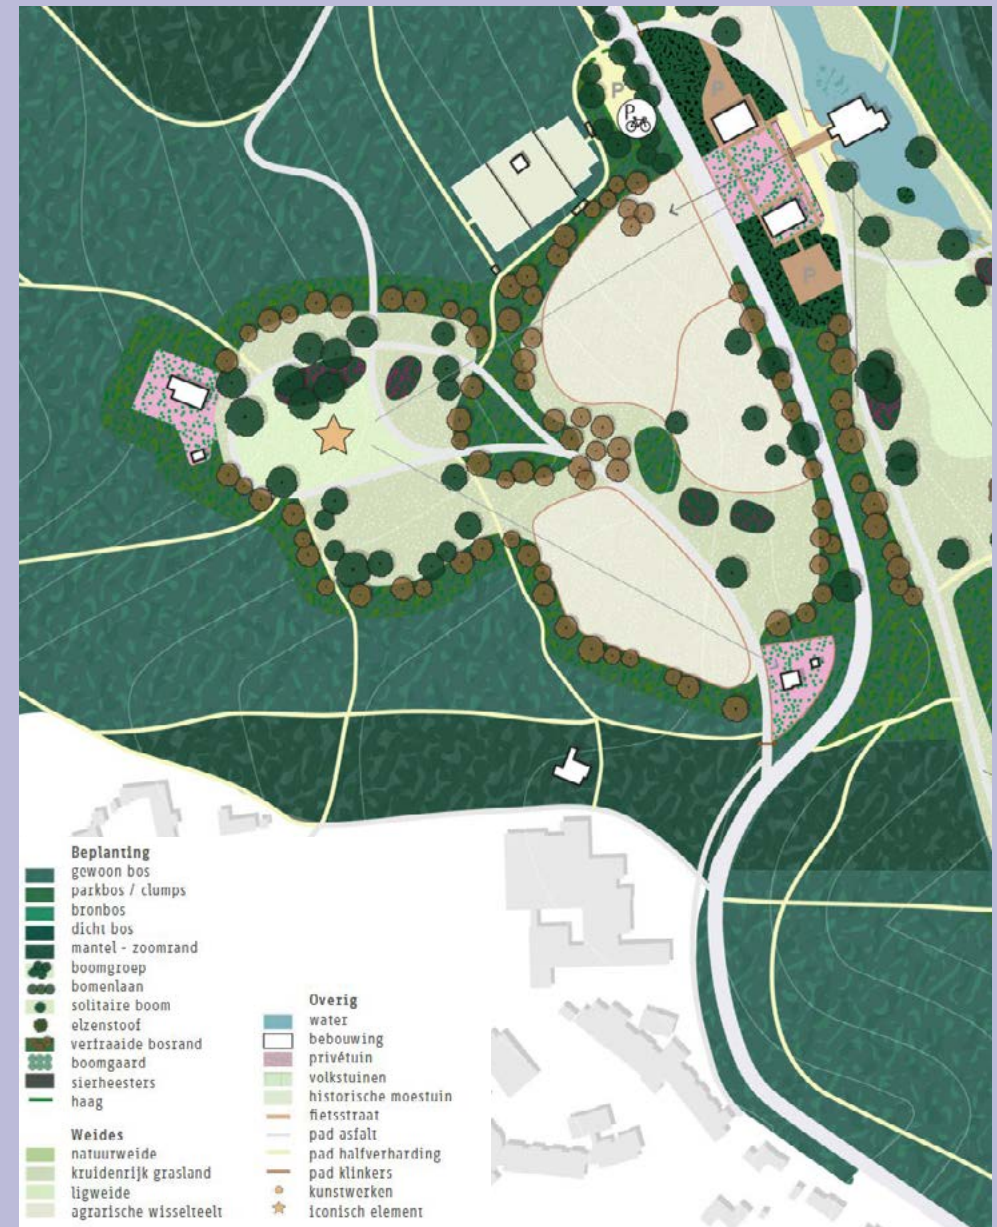 P
P
P
P
Beplanting
gewoon bos
parkbos / clumps
bronbos
dicht bos
mantel - zoomrand
boomgroep
bomenlaan
solitaire boom
elzenstoof
verfraaide bosrand
boomgaard
sierheesters
haag
Weides
natuurweide
kruidenrijk grasland
ligweide
agrarische wisselteelt
Overig
water
bebouwing
privétuin
volkstuinen
historische moestuin
fietsstraat
pad asfalt
pad halfverharding
pad klinkers
kunstwerken
iconisch element